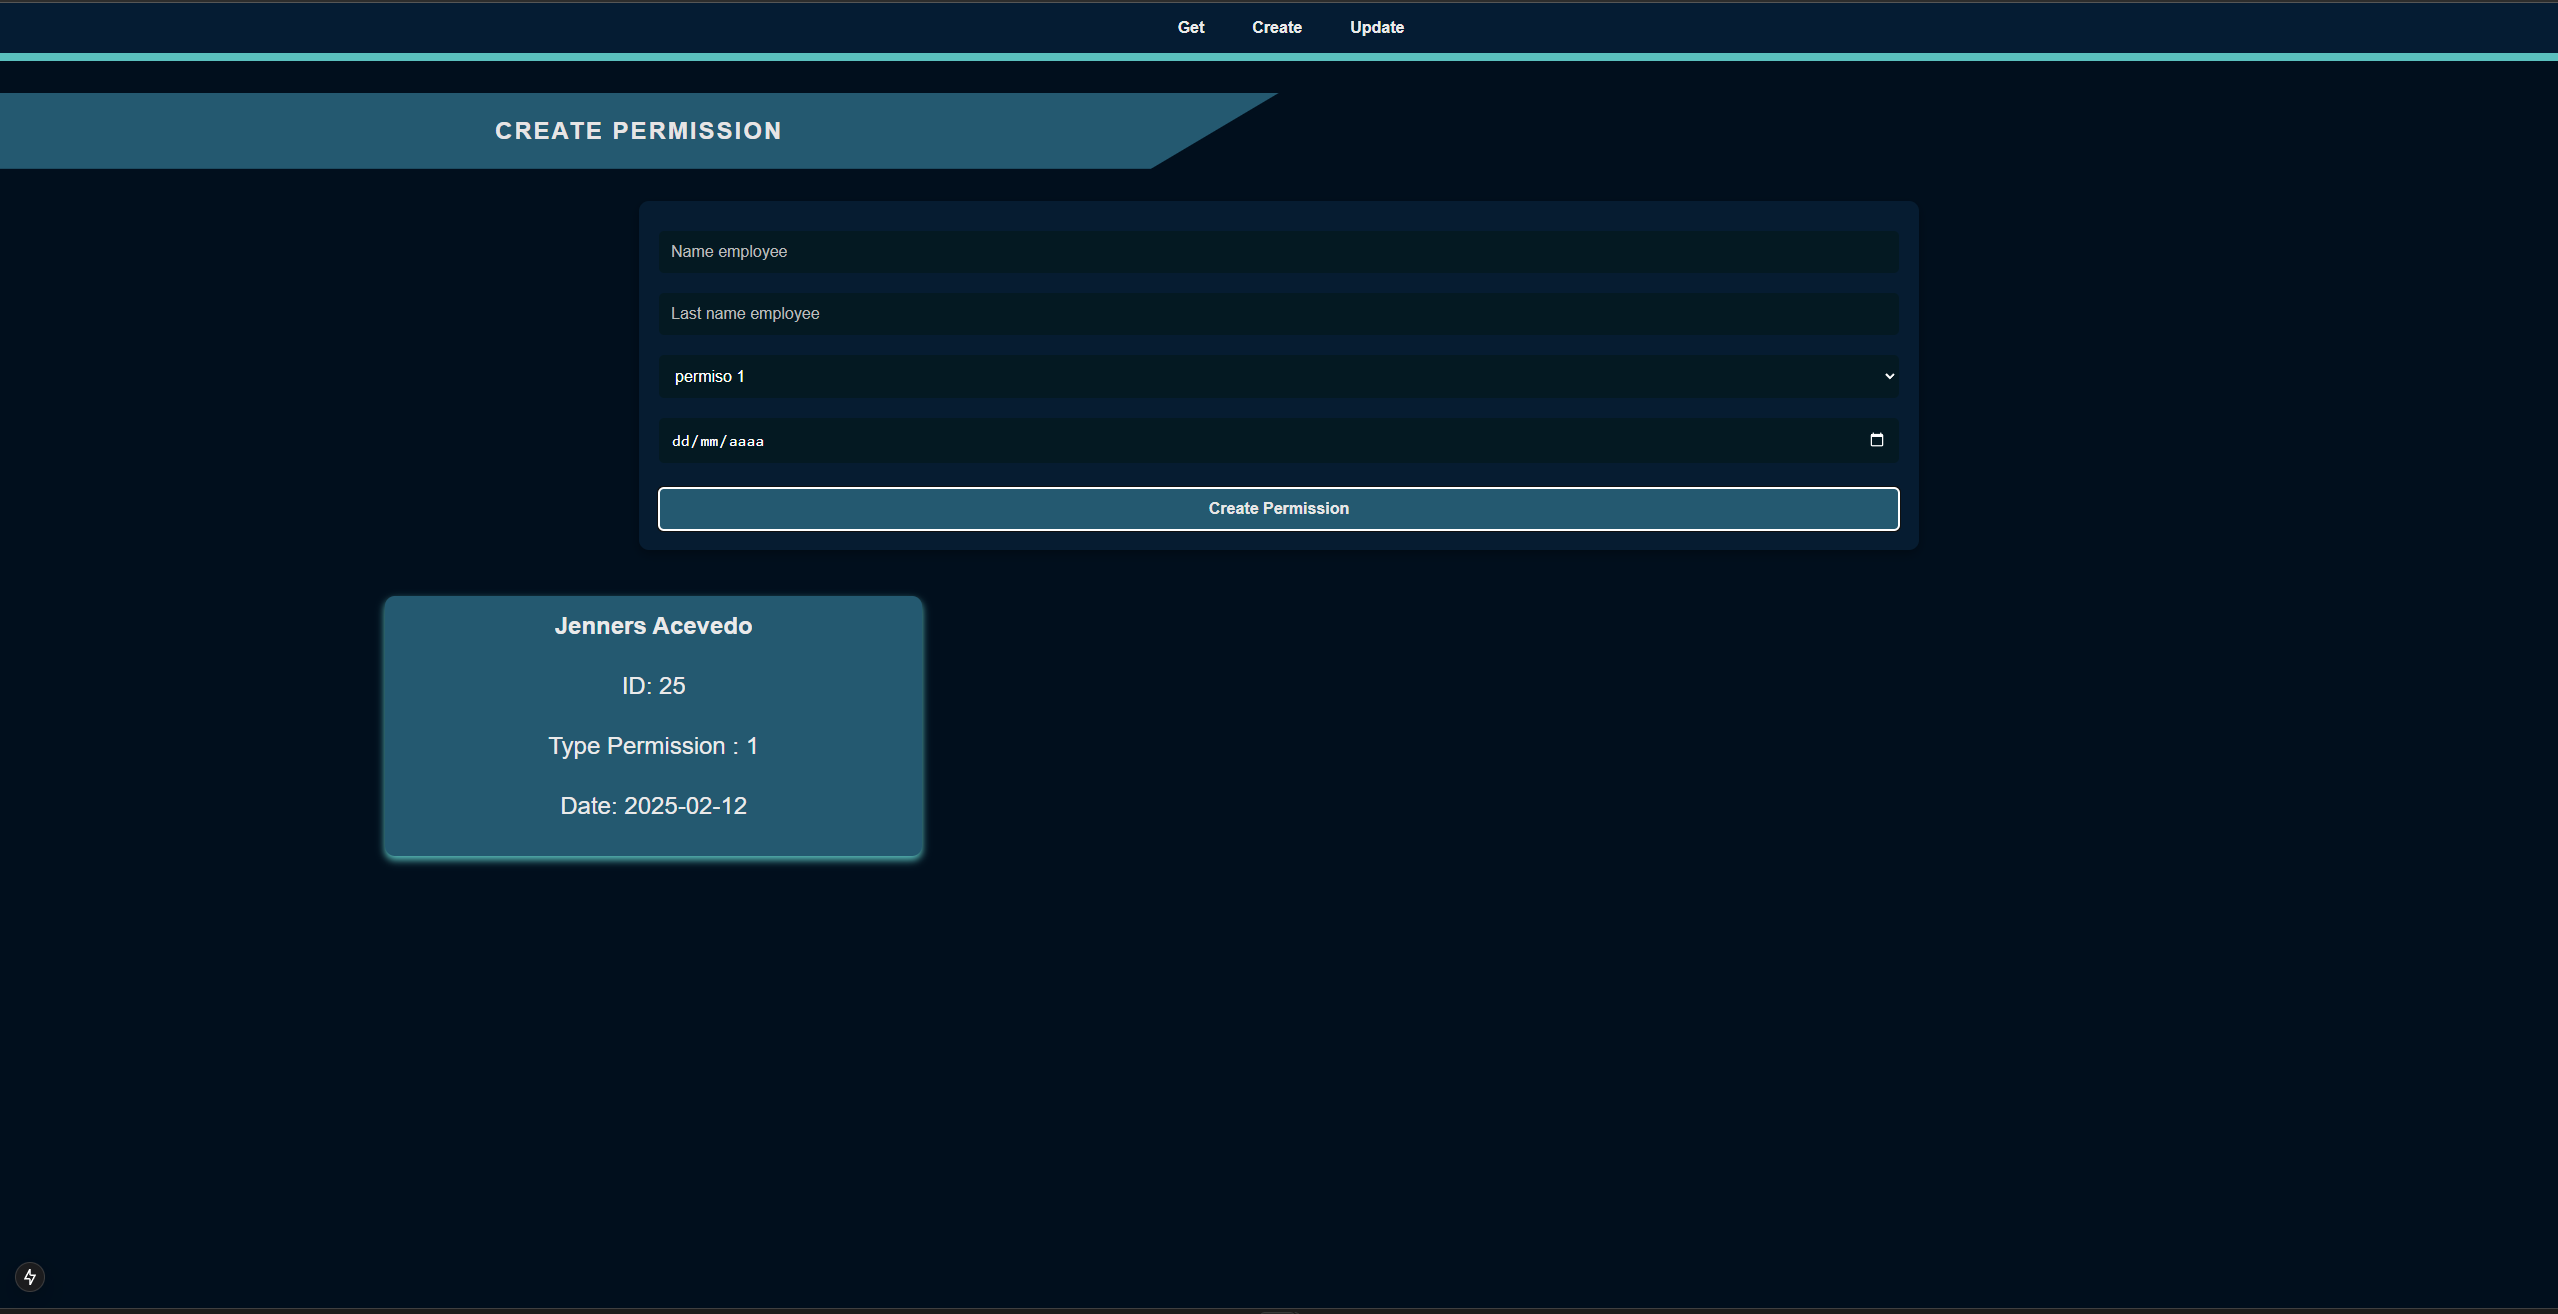 Get Create Update
CREATE PERMISSION
Name employee
Last name employee
permiso 1
dd/mm/aaaa
Create Permission
Jenners Acevedo
ID: 25
Type Permission : 1
Date: 2025-02-12